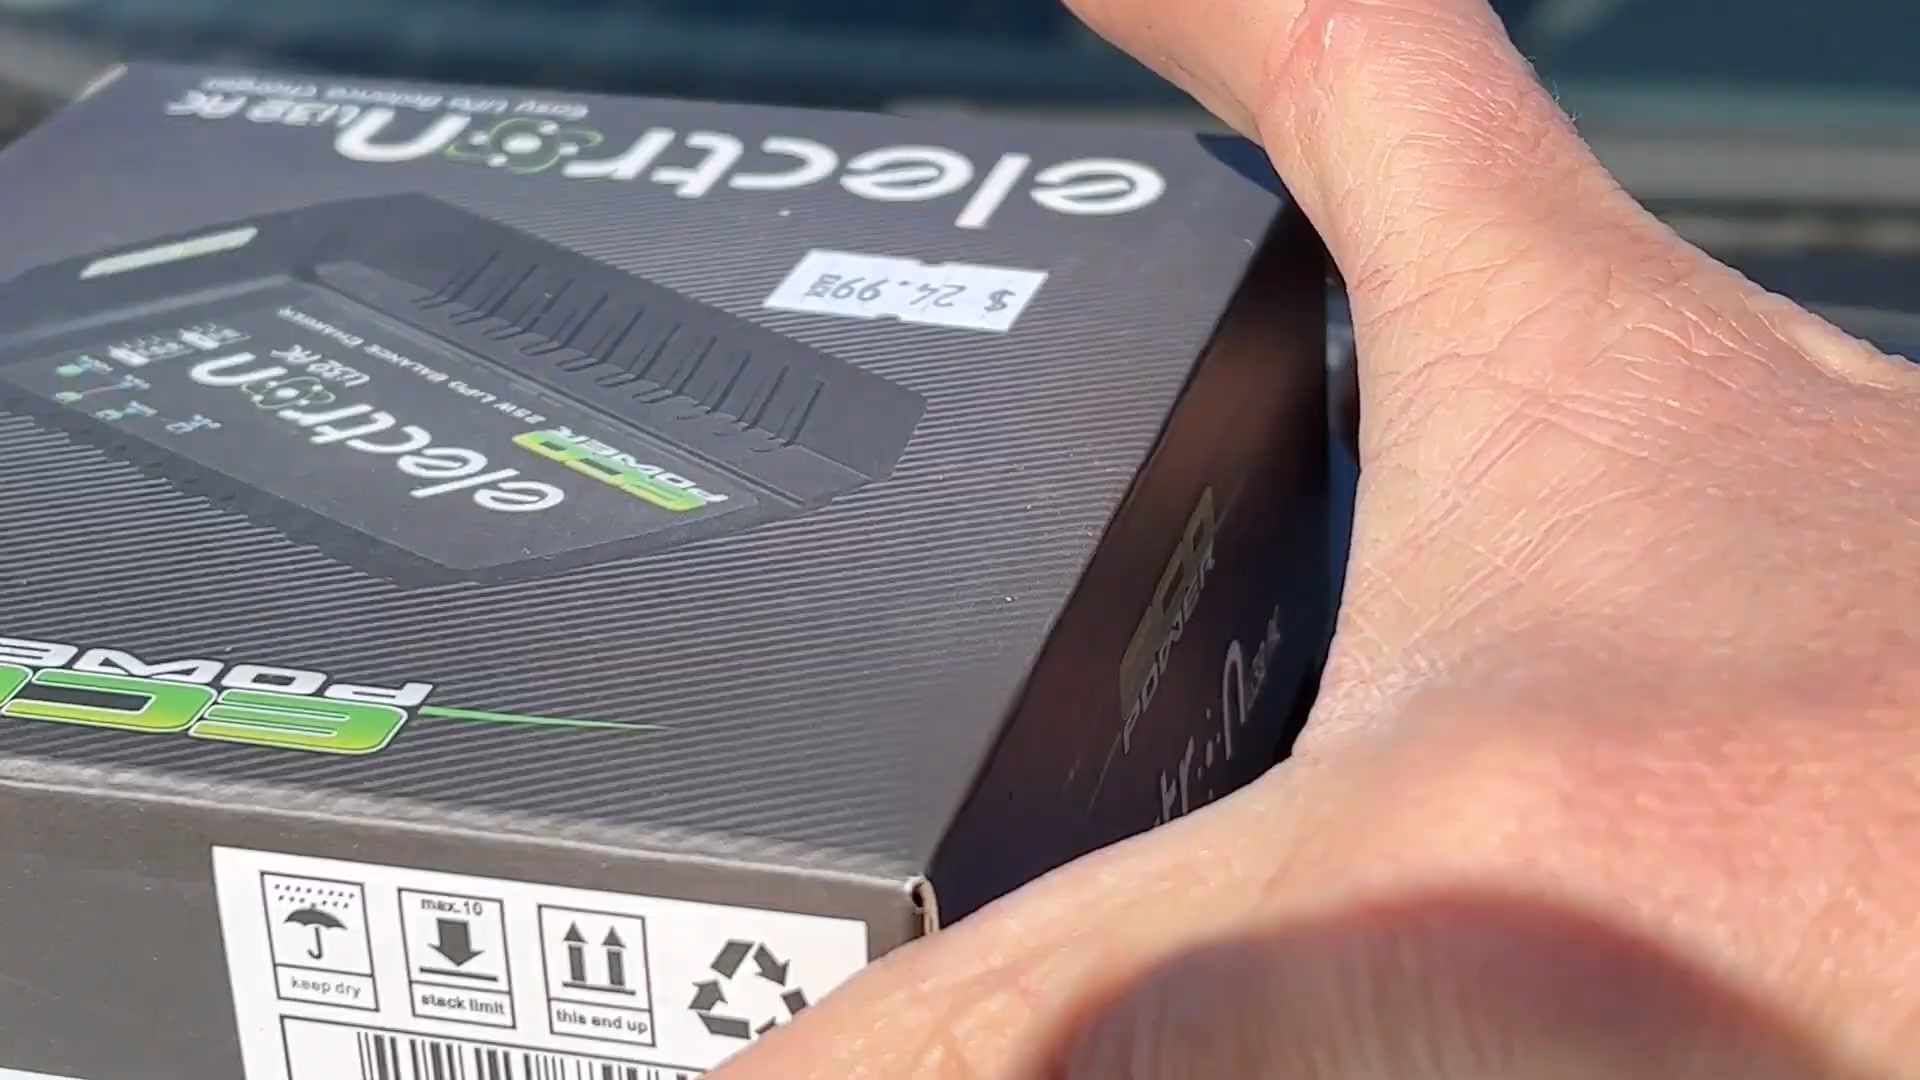 electron Li32 AC
Easy LiPo Balance Charger
$ 24.99
ECO
POWER
25W LIPO BALANCE CHARGER
electron
Li32 AC
ECO
POWER
ECO
POWER
max.10
keep dry
stack limit
this end up